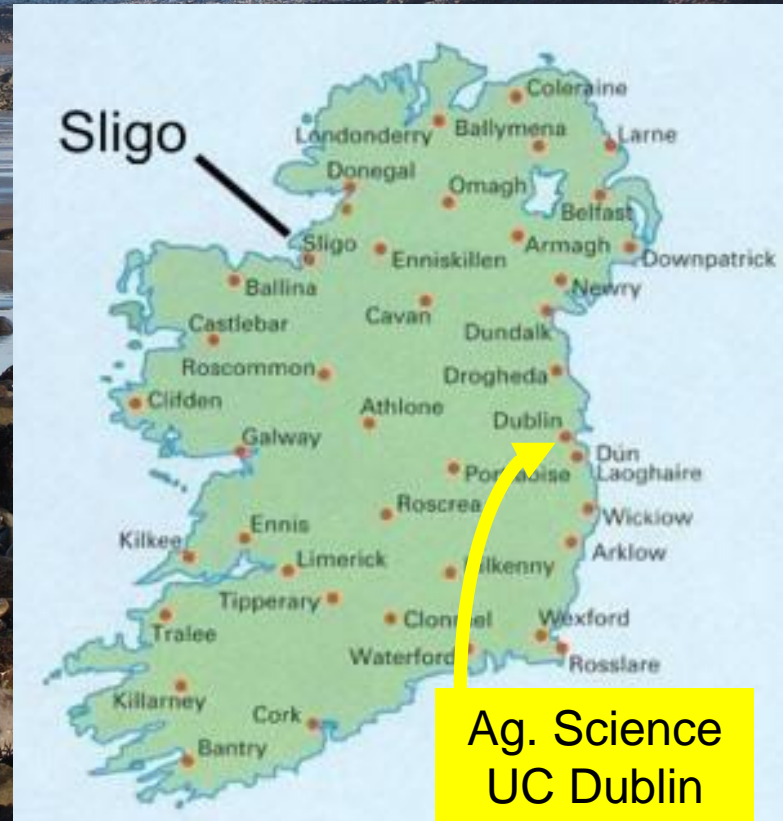 Coleraine
Sligo
Londonderry
Ballymena
Larne
Donegal
Omagh
Belfast
Sligo
Enniskillen
Armagh
Downpatrick
Ballina
Newry
Cavan
Castlebar
Dundalk
Roscommon
Drogheda
Clifden
Athlone
Dublin
Galway
Dún
Laoghaire
Roscrea
Wicklow
Ennis
Kilkee
Arklow
Limerick
Kilkenny
Tipperary
Clonmel
Wexford
Tralee
Waterford
Rosslare
Killarney
Cork
Bantry
Ag. Science
UC Dublin